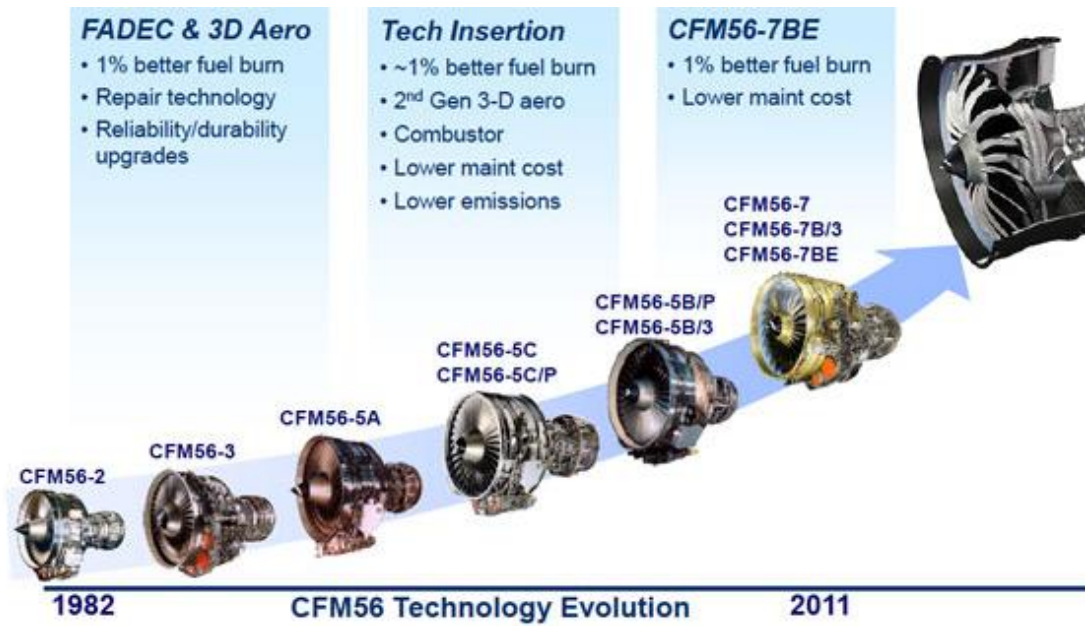 FADEC & 3D Aero
• 1% better fuel burn
• Repair technology
• Reliability/durability
upgrades
Tech Insertion
• ~1% better fuel burn
• 2nd Gen 3-D aero
• Combustor
• Lower maint cost
• Lower emissions
CFM56-7BE
• 1% better fuel burn
• Lower maint cost
CFM56-2
CFM56-3
CFM56-5A
CFM56-5C
CFM56-5C/P
CFM56-5B/P
CFM56-5B/3
CFM56-7
CFM56-7B/3
CFM56-7BE
1982
CFM56 Technology Evolution
2011